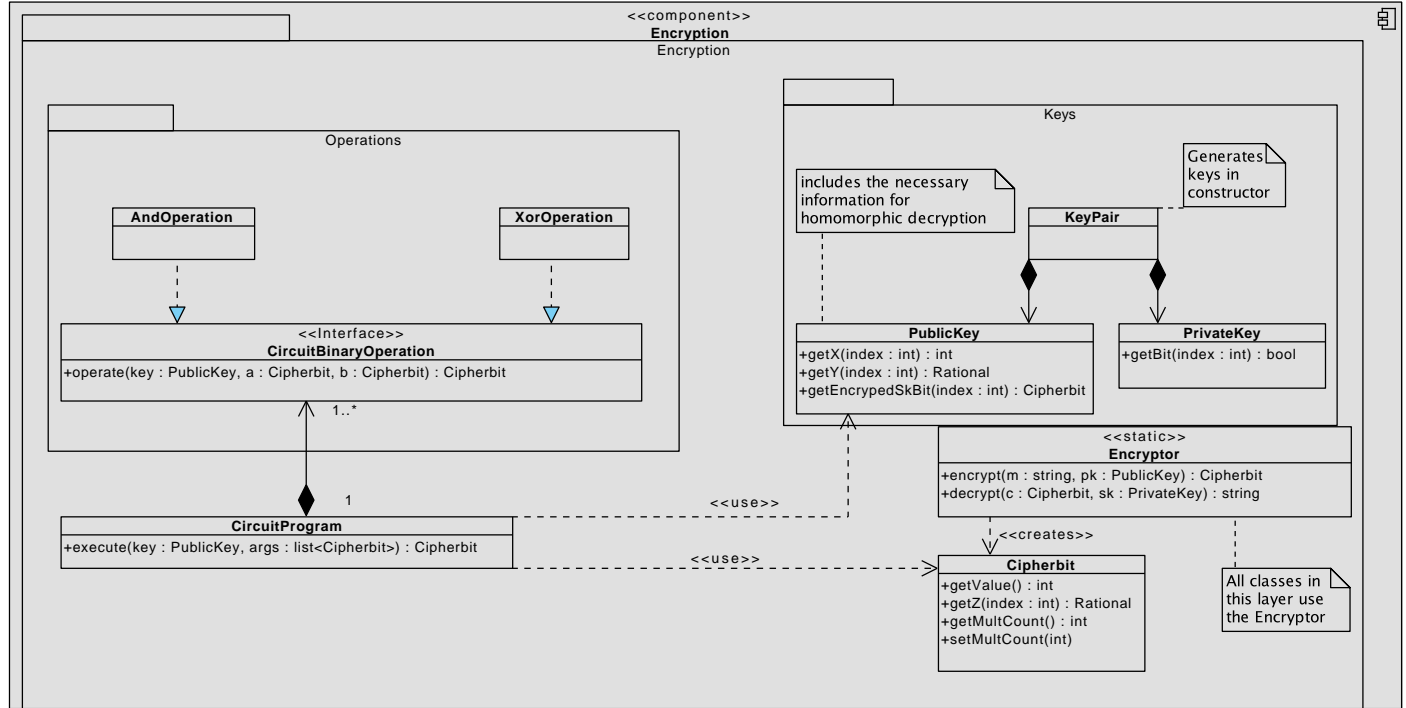 <<component>>
Encryption
Encryption
Operations
AndOperation
XorOperation
<<Interface>>
CircuitBinaryOperation
+operate(key : PublicKey, a : Cipherbit, b : Cipherbit) : Cipherbit
1..*
1
CircuitProgram
+execute(key : PublicKey, args : list<Cipherbit>) : Cipherbit
<<use>>
<<use>>
Keys
includes the necessary
information for
homomorphic decryption
Generates
keys in
constructor
KeyPair
PublicKey
+getX(index : int) : int
+getY(index : int) : Rational
+getEncrypedSkBit(index : int) : Cipherbit
PrivateKey
+getBit(index : int) : bool
<<static>>
Encryptor
+encrypt(m : string, pk : PublicKey) : Cipherbit
+decrypt(c : Cipherbit, sk : PrivateKey) : string
<<creates>>
Cipherbit
+getValue() : int
+getZ(index : int) : Rational
+getMultCount() : int
+setMultCount(int)
All classes in
this layer use
the Encryptor